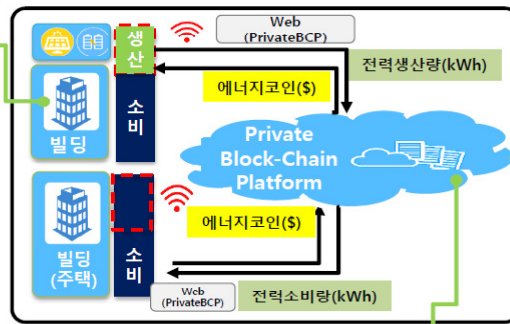 Web
(PrivateBCP)
생
산
전력생산량(kWh)
에너지코인($)
소
비
빌딩
Private
Block-Chain
Platform
에너지코인($)
소
비
빌딩
(주택)
Web
(PrivateBCP)
전력소비량(kWh)